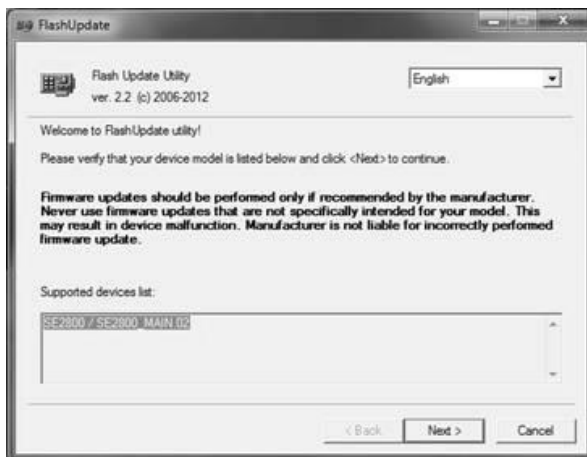 FlashUpdate
Flash Update Utility
English
ver. 2.2 (c) 2006-2012
Welcome to FlashUpdate utility!
Please verify that your device model is listed below and click <Next> to continue.
Firmware updates should be performed only if recommended by the manufacturer.
Never use firmware updates that are not specifically intended for your model. This
may result in device malfunction. Manufacturer is not liable for incorrectly performed
firmware update.
Supported devices list:
SE2800 / SE2800_MAIN 02
< Back
Next >
Cancel